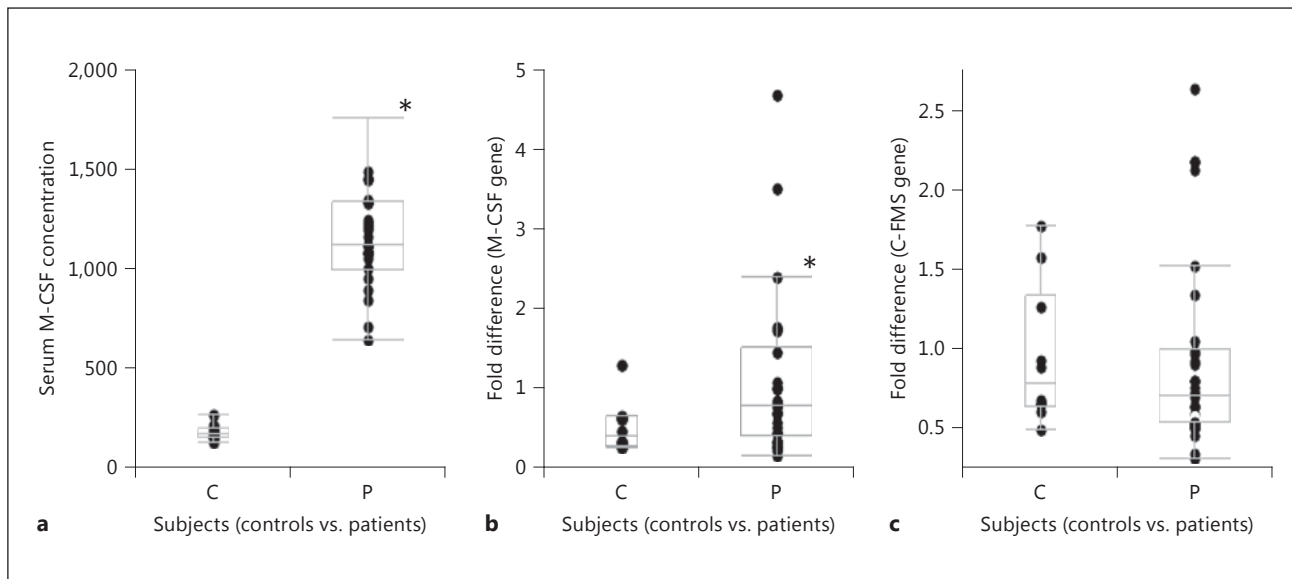 Serum M-CSF concentration
2,000
1,500
1,000
500
0
*
C
P
a
Subjects (controls vs. patients)
Fold difference (M-CSF gene)
5
4
3
2
1
0
*
C
P
b
Subjects (controls vs. patients)
Fold difference (C-FMS gene)
2.5
2.0
1.5
1.0
0.5
C
P
c
Subjects (controls vs. patients)